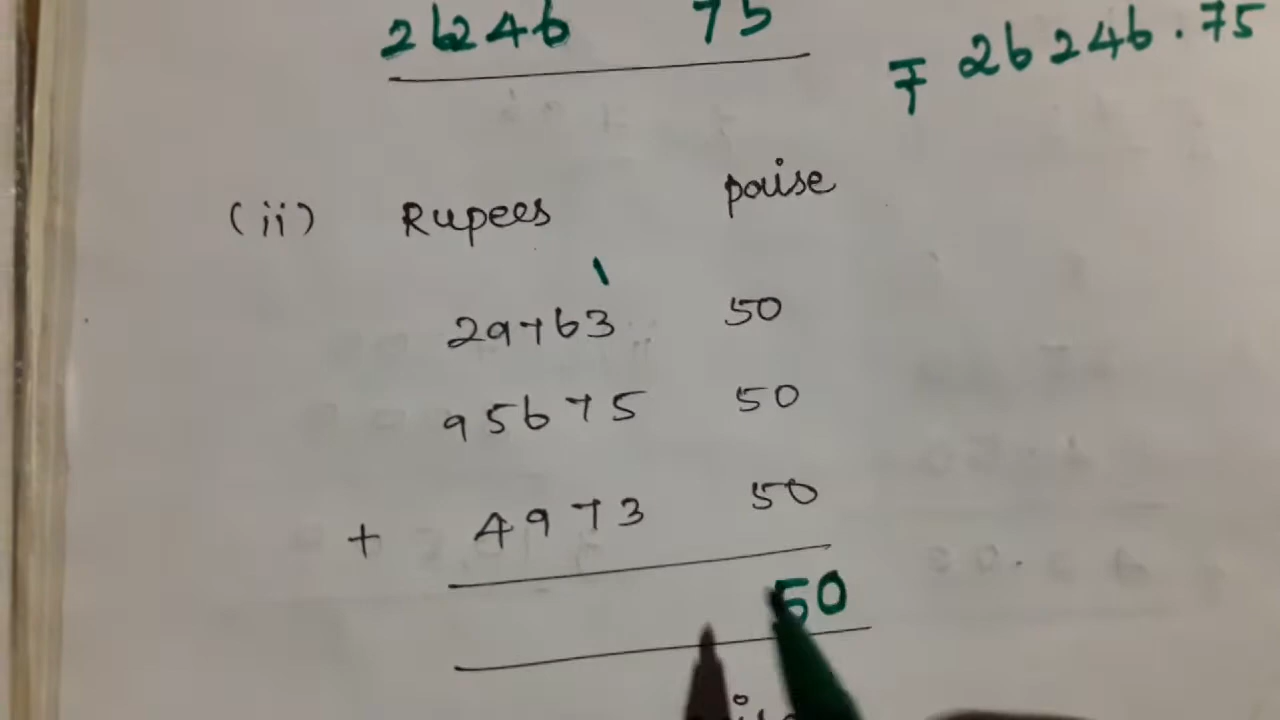 26246 75 ₹ 26246.75
(ii) Rupees paise
1
29763 50
95675 50
+ 4973 50
50